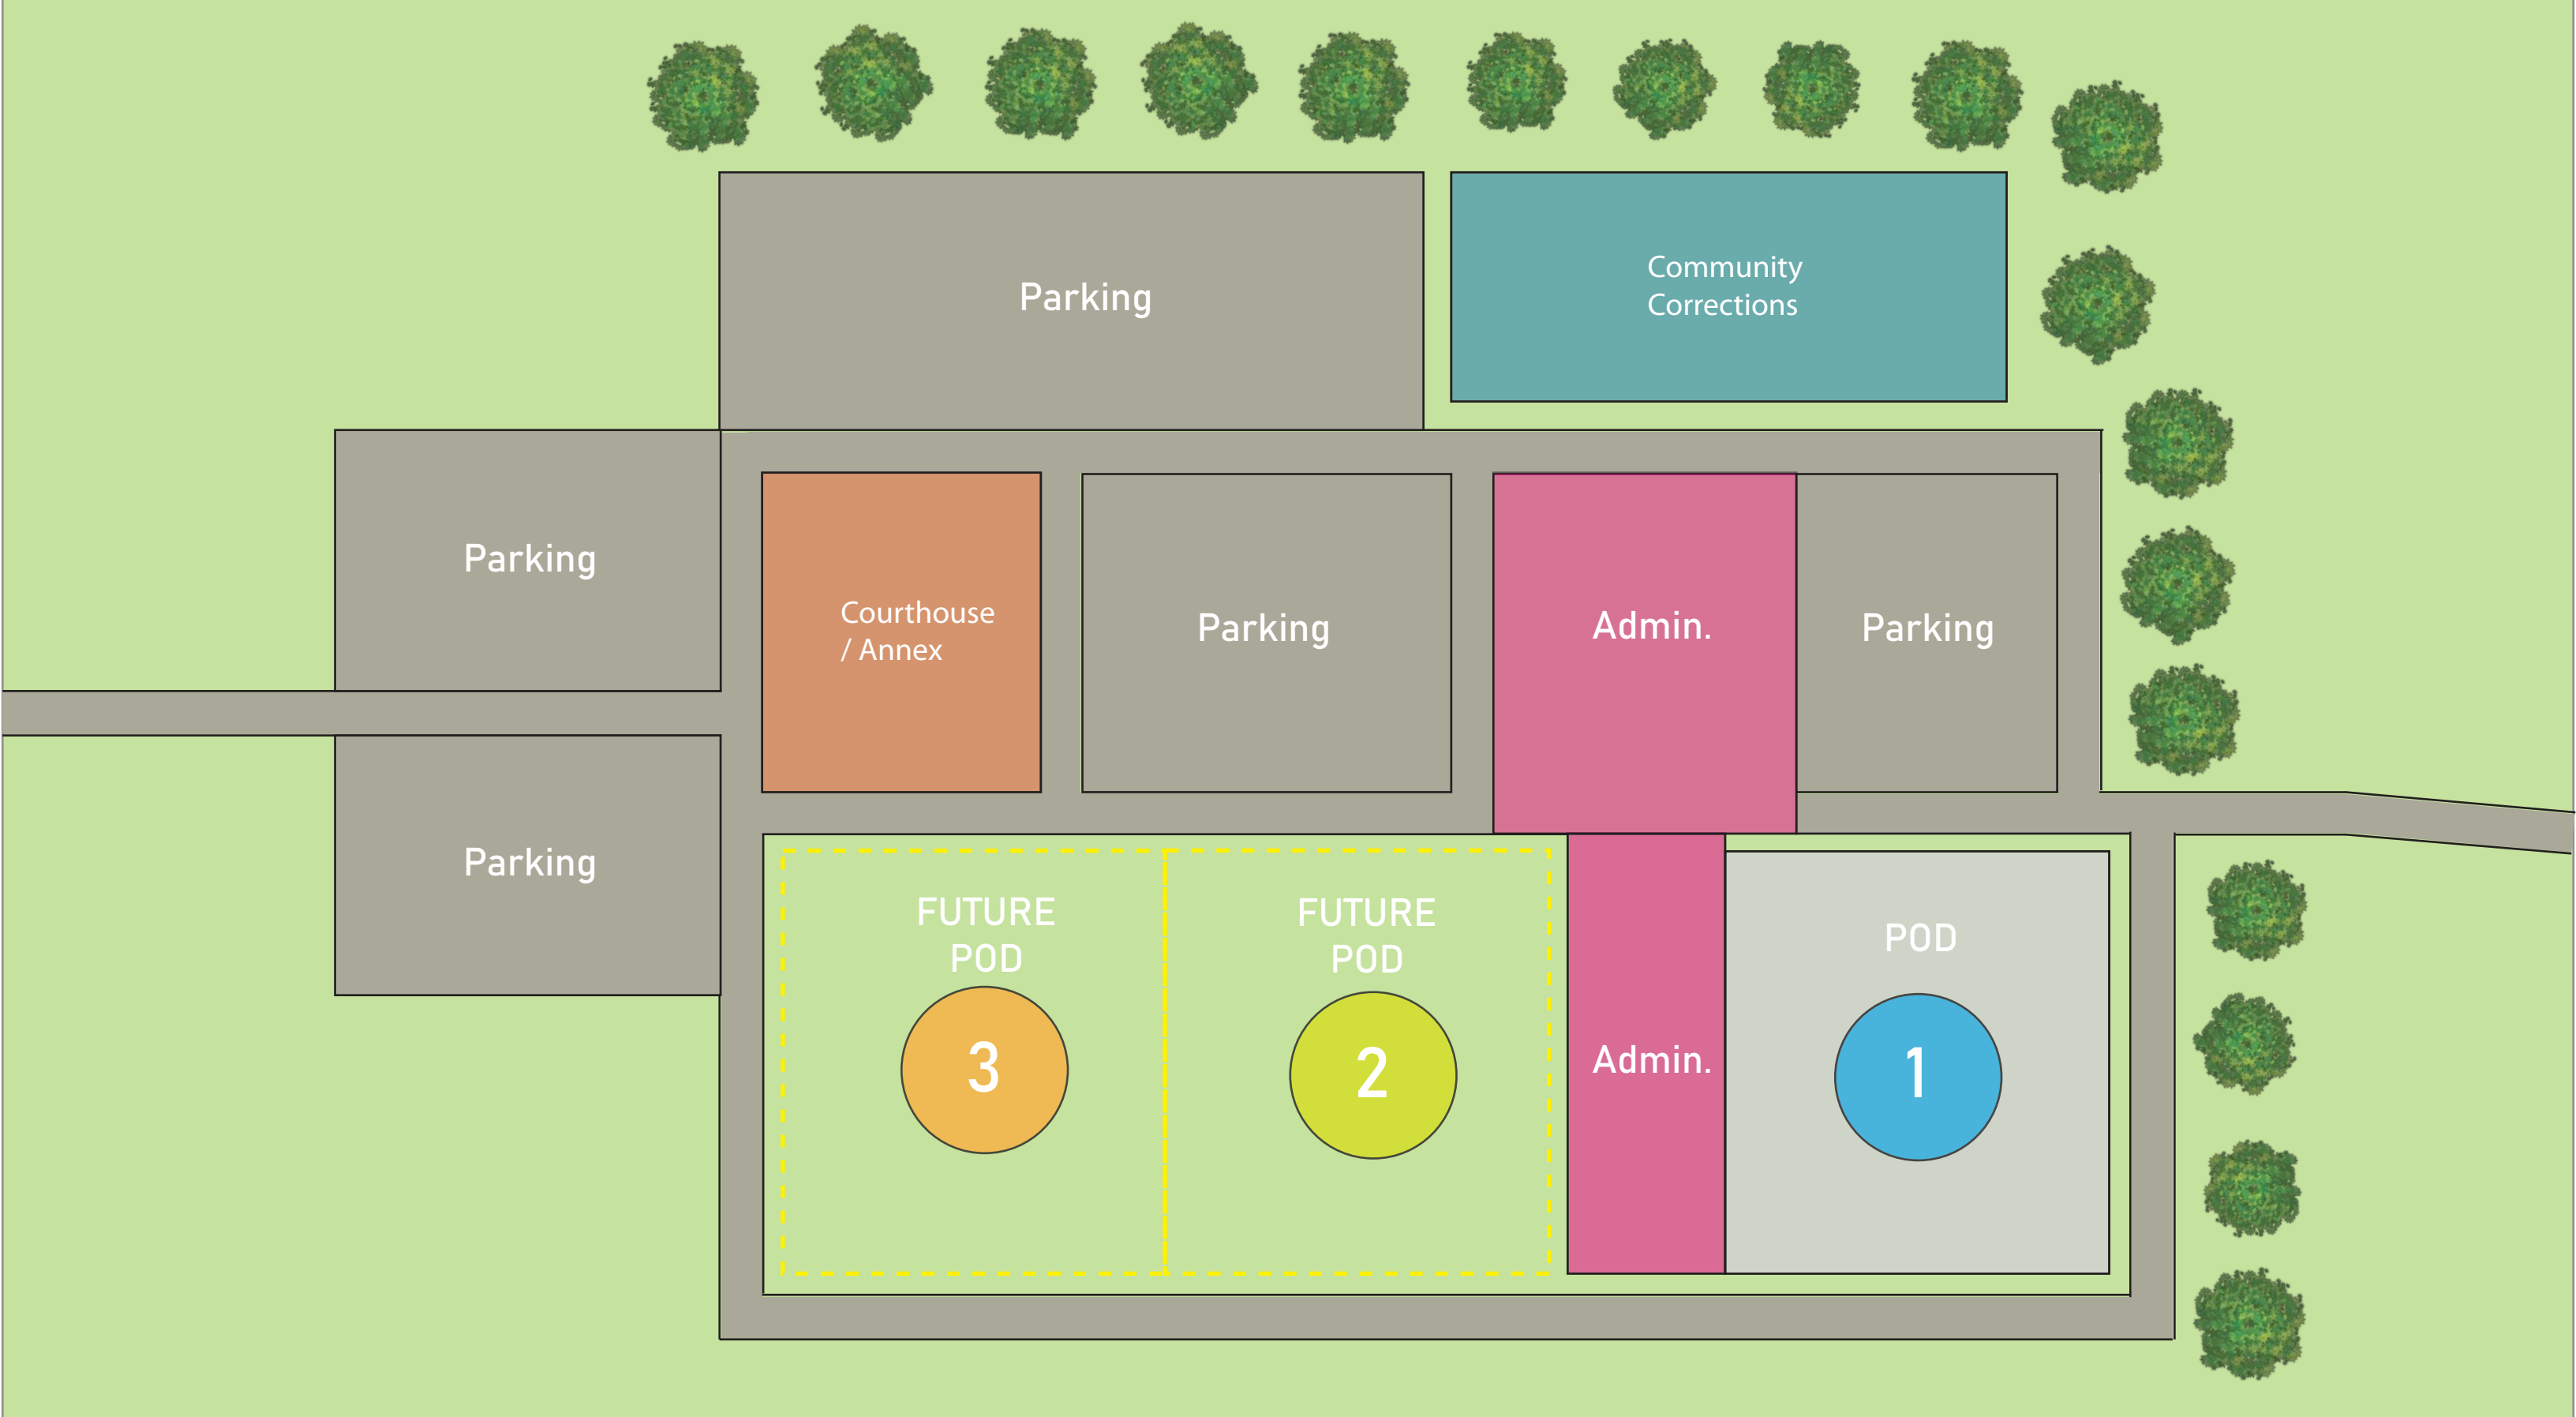 Parking
Community
Corrections
Parking
Courthouse
/ Annex
Parking
Admin.
Parking
Parking
FUTURE
POD
3
FUTURE
POD
2
Admin.
POD
1